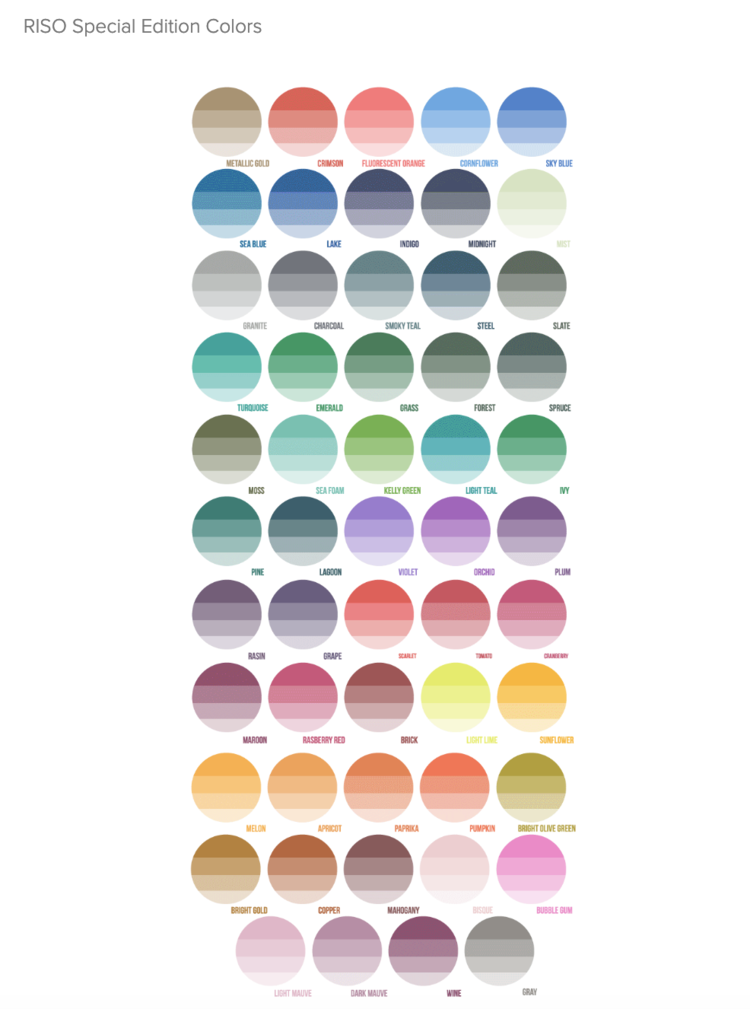 RISO Special Edition Colors
METALLIC GOLD CRIMSON FLUORESCENT ORANGE CORNFLOWER SKY BLUE
SEA BLUE LAKE INDIGO MIDNIGHT MIST
GRANITE CHARCOAL SMOKY TEAL STEEL SLATE
TURQUOISE EMERALD GRASS FOREST SPRUCE
MOSS SEA FOAM KELLY GREEN LIGHT TEAL IVY
PINE LAGOON VIOLET ORCHID PLUM
RASIN GRAPE SCARLET TOMATO CRANBERRY
MAROON RASBERRY RED BRICK LIGHT LIME SUNFLOWER
MELON APRICOT PAPRIKA PUMPKIN BRIGHT OLIVE GREEN
BRIGHT GOLD COPPER MAHOGANY BISQUE BUBBLE GUM
LIGHT MAUVE DARK MAUVE WINE GRAY